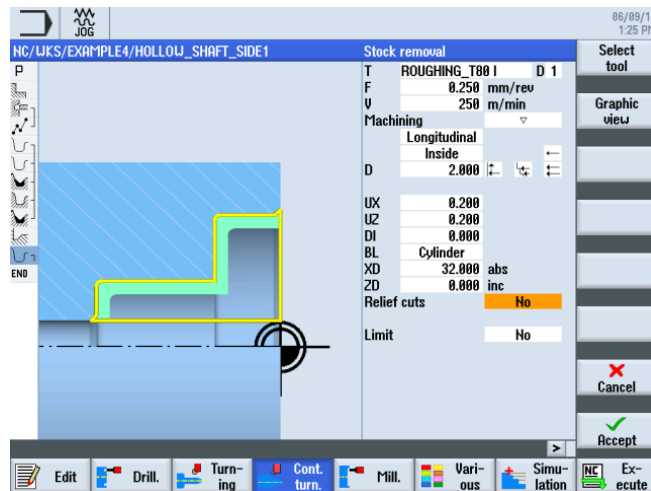 JOG
06/09/1
1:25 PM
NC/WKS/EXAMPLE4/HOLLOW_SHAFT_SIDE1
Stock removal
Select tool
P
T ROUGHING_T80 I D 1
F 0.250 mm/rev
V 250 m/min
Graphic view
Machining ▽
Longitudinal
Inside ←
D 2.000
UX 0.200
UZ 0.200
DI 0.000
BL Cylinder
XD 32.000 abs
ZD 0.000 inc
Relief cuts No
END
Limit No
Cancel
Accept
>
Edit
Drill.
Turn-
ing
Cont.
turn.
Mill.
Vari-
ous
Simu-
lation
NC
Ex-
ecute